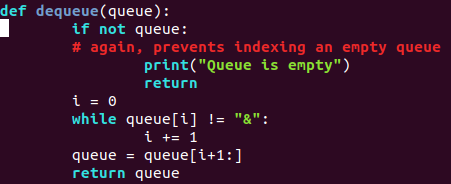 def dequeue(queue):
        if not queue:
        # again, prevents indexing an empty queue
                print("Queue is empty")
                return
        i = 0
        while queue[i] != "&":
                i += 1
        queue = queue[i+1:]
        return queue